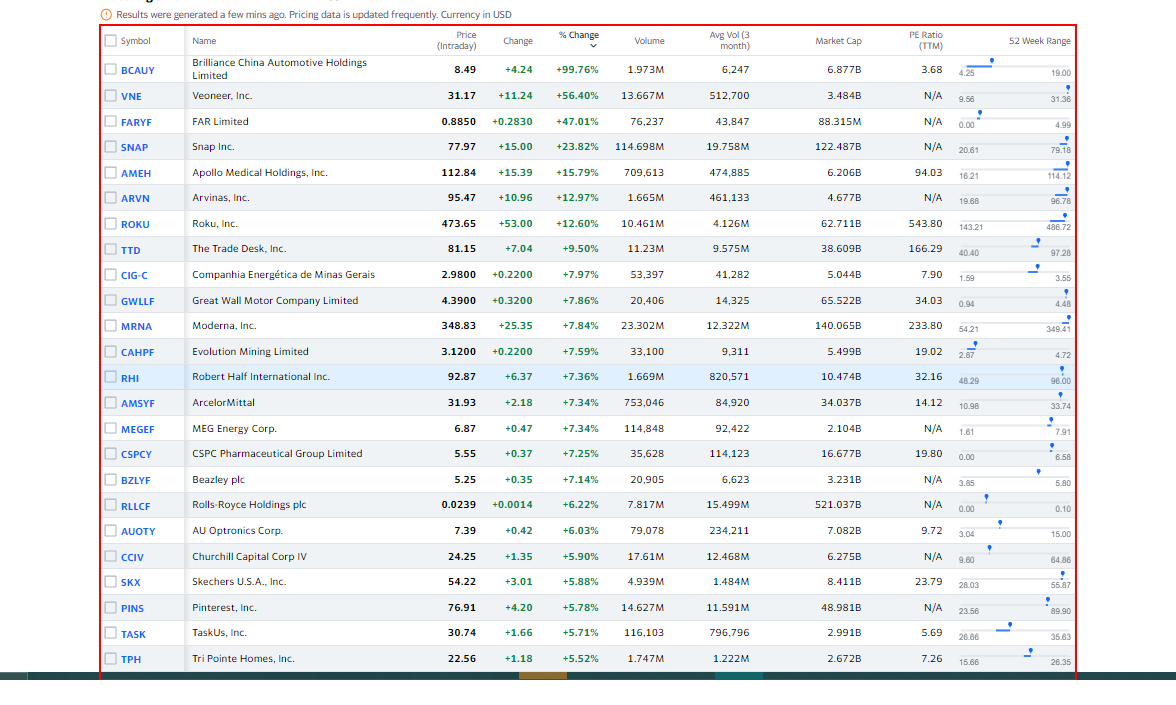 Results were generated a few mins ago. Pricing data is updated frequently. Currency in USD
Symbol Name Price (Intraday) Change % Change Volume Avg Vol (3 month) Market Cap PE Ratio (TTM) 52 Week Range
BCAUY Brilliance China Automotive Holdings Limited 8.49 +4.24 +99.76% 1.973M 6,247 6.877B 3.68 4.25 19.00
VNE Veoneer, Inc. 31.17 +11.24 +56.40% 13.667M 512,700 3.484B N/A 9.56 31.36
FARYF FAR Limited 0.8850 +0.2830 +47.01% 76,237 43,847 88.315M N/A 0.00 4.99
SNAP Snap Inc. 77.97 +15.00 +23.82% 114.698M 19.758M 122.487B N/A 20.61 79.18
AMEH Apollo Medical Holdings, Inc. 112.84 +15.39 +15.79% 709,613 474,885 6.206B 94.03 16.21 114.12
ARVN Arvinas, Inc. 95.47 +10.96 +12.97% 1.665M 461,133 4.677B N/A 19.68 96.78
ROKU Roku, Inc. 473.65 +53.00 +12.60% 10.461M 4.126M 62.711B 543.80 143.21 486.72
TTD The Trade Desk, Inc. 81.15 +7.04 +9.50% 11.23M 9.575M 38.609B 166.29 40.40 97.28
CIG-C Companhia Energética de Minas Gerais 2.9800 +0.2200 +7.97% 53,397 41,282 5.044B 7.90 1.59 3.55
GWLLF Great Wall Motor Company Limited 4.3900 +0.3200 +7.86% 20,406 14,325 65.522B 34.03 0.94 4.48
MRNA Moderna, Inc. 348.83 +25.35 +7.84% 23.302M 12.322M 140.065B 233.80 54.21 349.41
CAHPF Evolution Mining Limited 3.1200 +0.2200 +7.59% 33,100 9,311 5.499B 19.02 2.87 4.72
RHI Robert Half International Inc. 92.87 +6.37 +7.36% 1.669M 820,571 10.474B 32.16 48.29 96.00
AMSYF ArcelorMittal 31.93 +2.18 +7.34% 753,046 84,920 34.037B 14.12 10.98 33.74
MEGEF MEG Energy Corp. 6.87 +0.47 +7.34% 114,848 92,422 2.104B N/A 1.61 7.91
CSPCY CSPC Pharmaceutical Group Limited 5.55 +0.37 +7.25% 35,628 114,123 16.677B 19.80 0.00 6.58
BZLYF Beazley plc 5.25 +0.35 +7.14% 20,905 6,623 3.231B N/A 3.85 5.80
RLLCF Rolls-Royce Holdings plc 0.0239 +0.0014 +6.22% 7.817M 15.499M 521.037B N/A 0.00 0.10
AUOTY AU Optronics Corp. 7.39 +0.42 +6.03% 79,078 234,211 7.082B 9.72 3.04 15.00
CCIV Churchill Capital Corp IV 24.25 +1.35 +5.90% 17.61M 12.468M 6.275B N/A 9.60 64.86
SKX Skechers U.S.A., Inc. 54.22 +3.01 +5.88% 4.939M 1.484M 8.411B 23.79 28.03 55.87
PINS Pinterest, Inc. 76.91 +4.20 +5.78% 14.627M 11.591M 48.981B N/A 23.56 89.90
TASK TaskUs, Inc. 30.74 +1.66 +5.71% 116,103 796,796 2.991B 5.69 26.66 35.63
TPH Tri Pointe Homes, Inc. 22.56 +1.18 +5.52% 1.747M 1.222M 2.672B 7.26 15.66 26.35